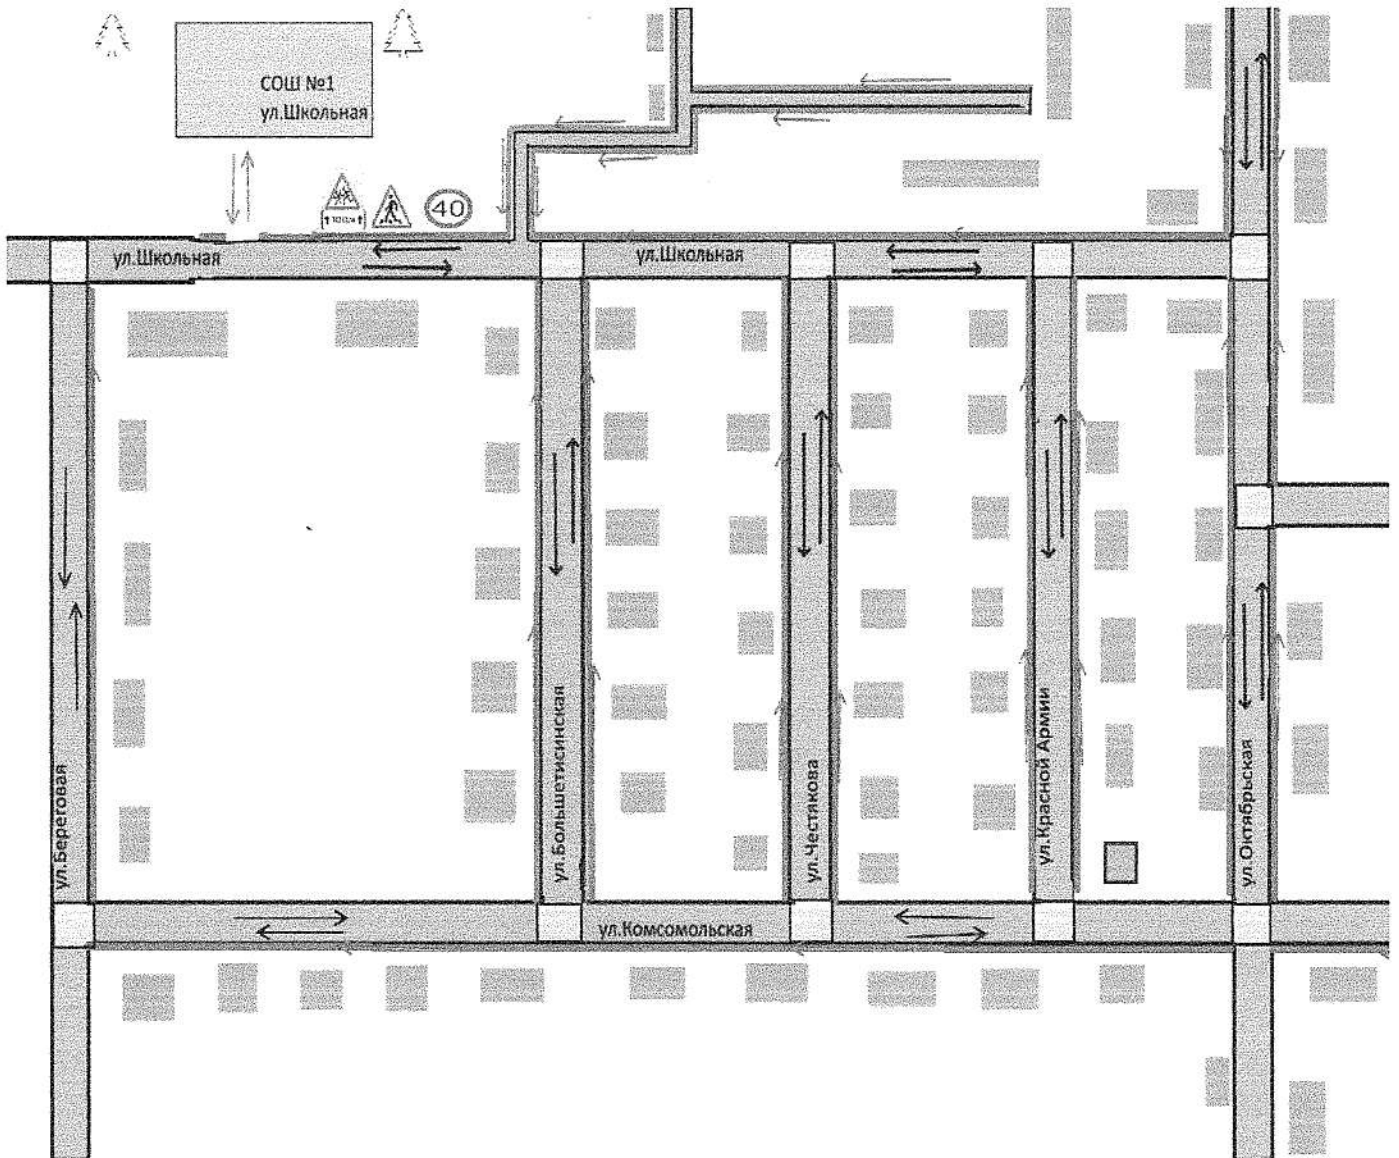 СОШ №1
ул.Школьная
40
ул.Школьная
ул.Школьная
ул.Береговая
ул.Большетисинская
ул.Честякова
ул.Красной Армии
ул.Октябрьская
ул.Комсомольская